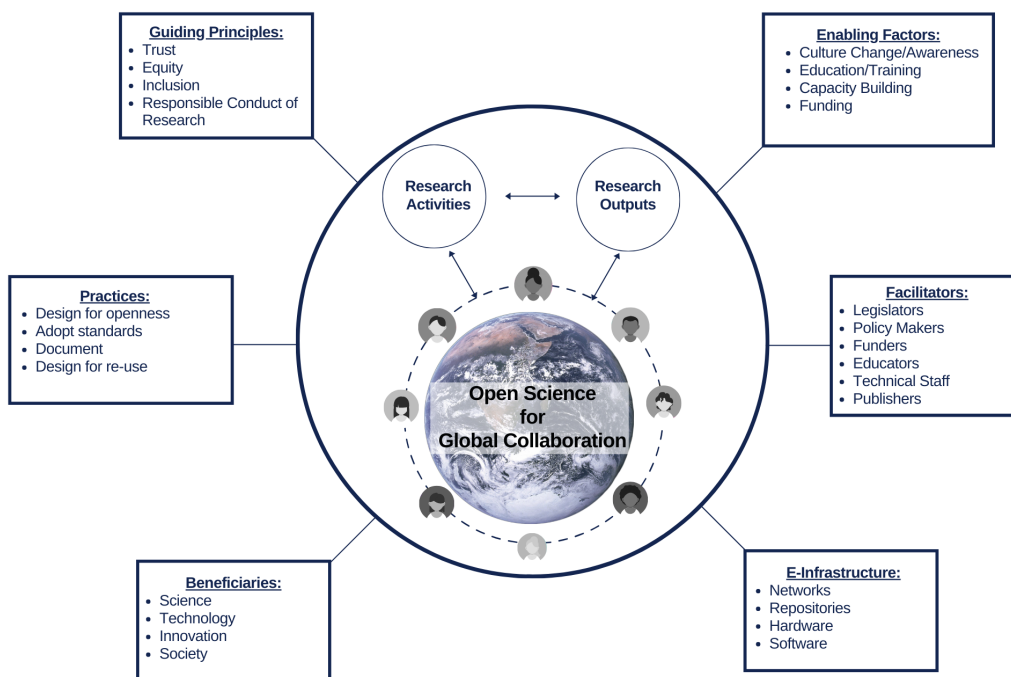 Guiding Principles:
• Trust
• Equity
• Inclusion
• Responsible Conduct of
Research
Enabling Factors:
• Culture Change/Awareness
• Education/Training
• Capacity Building
• Funding
Research
Activities
Research
Outputs
Practices:
• Design for openness
• Adopt standards
• Document
• Design for re-use
Open Science
for
Global Collaboration
Facilitators:
• Legislators
• Policy Makers
• Funders
• Educators
• Technical Staff
• Publishers
Beneficiaries:
• Science
• Technology
• Innovation
• Society
E-Infrastructure:
• Networks
• Repositories
• Hardware
• Software